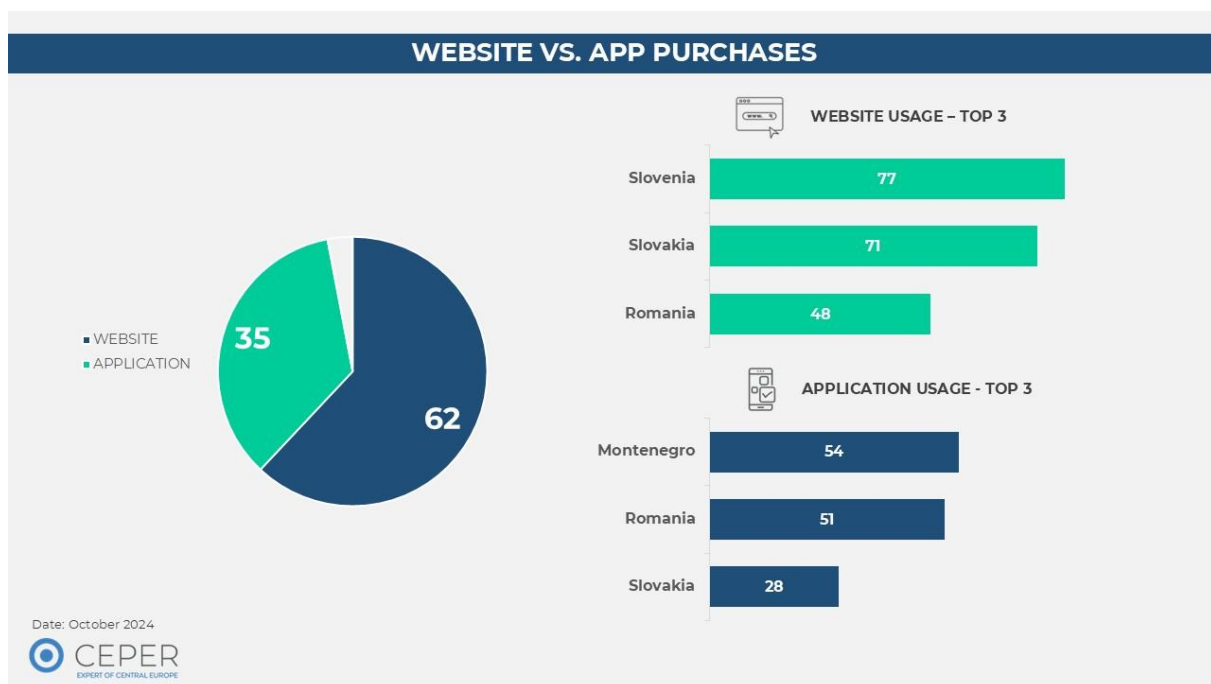 WEBSITE VS. APP PURCHASES
WEBSITE
APPLICATION
35
62
www.
WEBSITE USAGE – TOP 3
Slovenia 77
Slovakia 71
Romania 48
APPLICATION USAGE - TOP 3
Montenegro 54
Romania 51
Slovakia 28
Date: October 2024
CEPER
EXPERT OF CENTRAL EUROPE